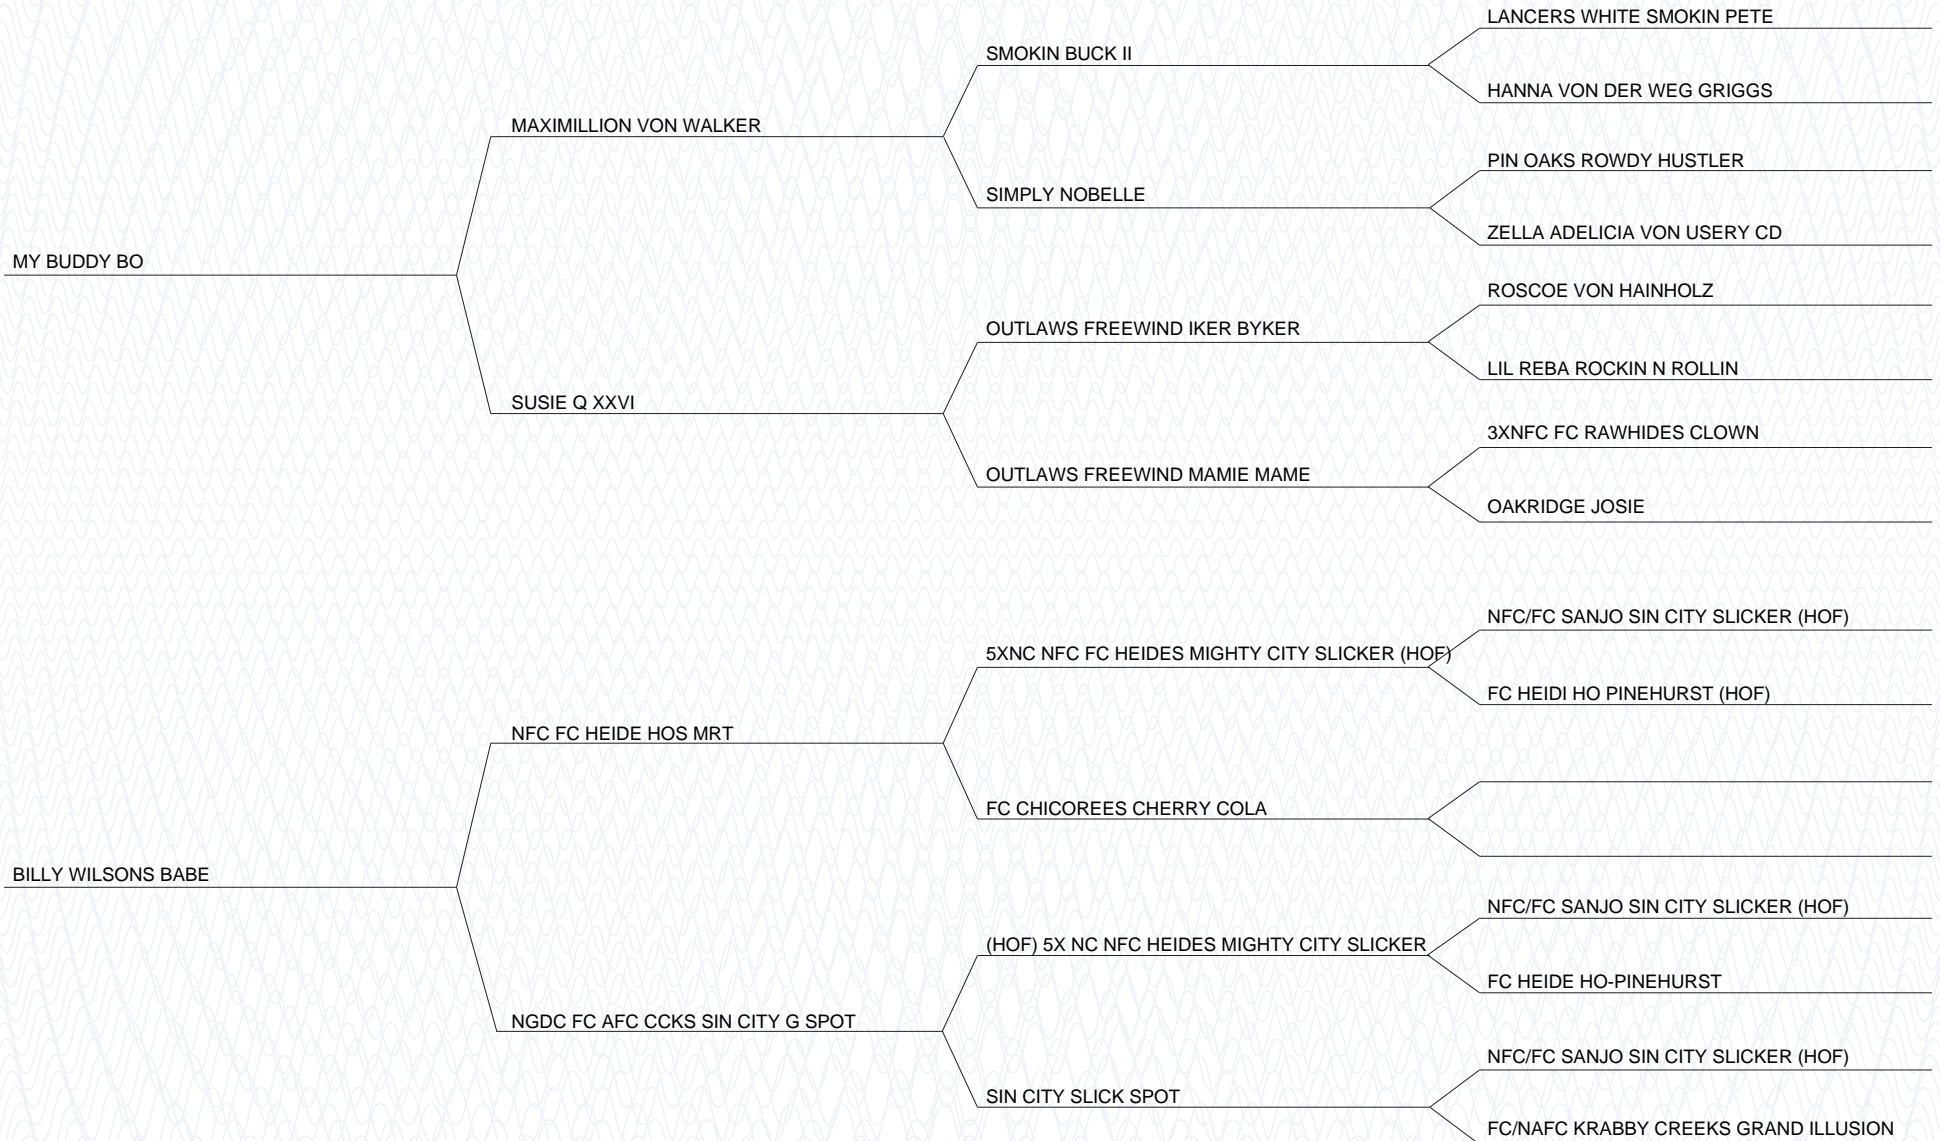 LANCERS WHITE SMOKIN PETE
SMOKIN BUCK II
HANNA VON DER WEG GRIGGS
MAXIMILLION VON WALKER
PIN OAKS ROWDY HUSTLER
SIMPLY NOBELLE
ZELLA ADELICIA VON USERY CD
MY BUDDY BO
ROSCOE VON HAINHOLZ
OUTLAWS FREEWIND IKER BYKER
LIL REBA ROCKIN N ROLLIN
SUSIE Q XXVI
3XNFC FC RAWHIDES CLOWN
OUTLAWS FREEWIND MAMIE MAME
OAKRIDGE JOSIE
NFC/FC SANJO SIN CITY SLICKER (HOF)
5XNC NFC FC HEIDES MIGHTY CITY SLICKER (HOF)
FC HEIDI HO PINEHURST (HOF)
NFC FC HEIDE HOS MRT
FC CHICOREES CHERRY COLA
BILLY WILSONS BABE
NFC/FC SANJO SIN CITY SLICKER (HOF)
(HOF) 5X NC NFC HEIDES MIGHTY CITY SLICKER
FC HEIDE HO-PINEHURST
NGDC FC AFC CCKS SIN CITY G SPOT
NFC/FC SANJO SIN CITY SLICKER (HOF)
SIN CITY SLICK SPOT
FC/NAFC KRABBY CREEKS GRAND ILLUSION